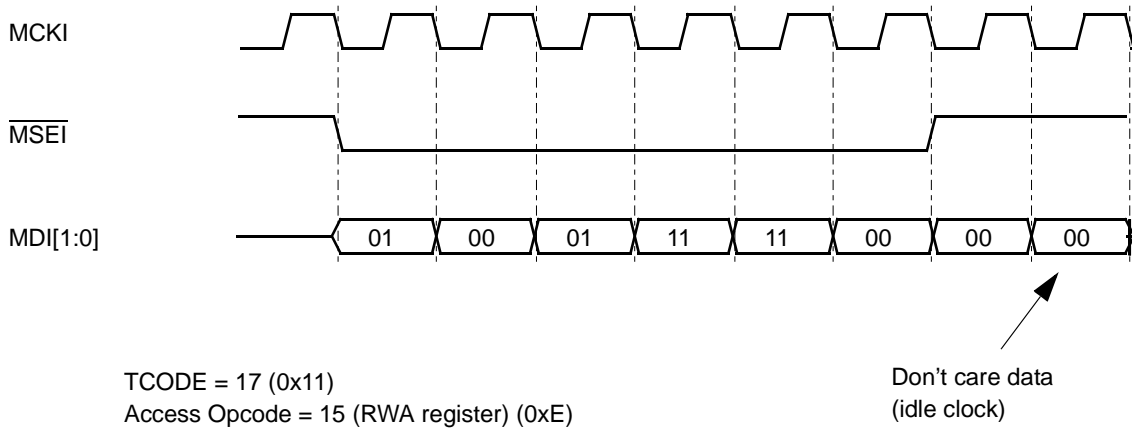 MCKI
MSEI
MDI[1:0]
01 00 01 11 11 00 00 00
TCODE = 17 (0x11)
Access Opcode = 15 (RWA register) (0xE)
Don't care data
(idle clock)